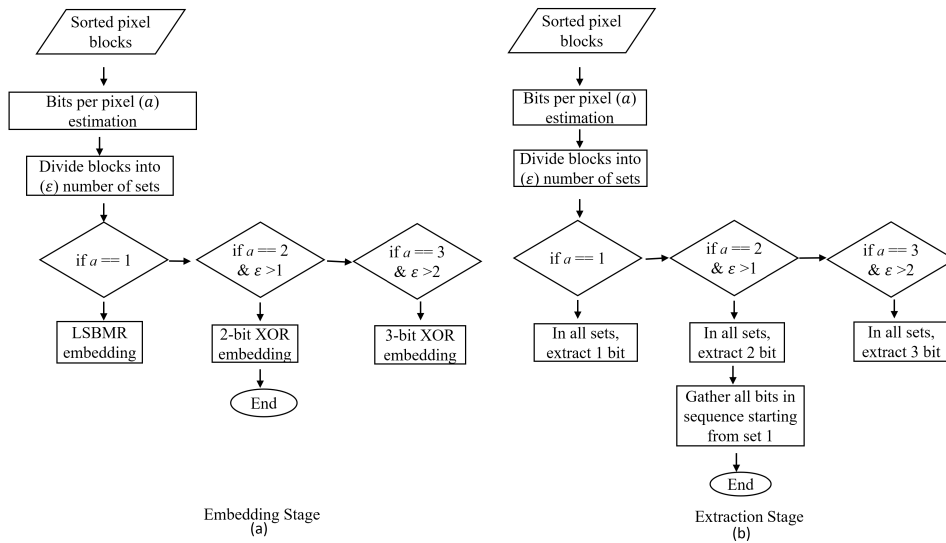 Sorted pixel
blocks
Bits per pixel (a)
estimation
Divide blocks into
(ε) number of sets
if a == 1
if a == 2
& ε >1
if a == 3
& ε >2
LSBMR
embedding
2-bit XOR
embedding
3-bit XOR
embedding
End
Embedding Stage
(a)
Sorted pixel
blocks
Bits per pixel (a)
estimation
Divide blocks into
(ε) number of sets
if a == 1
if a == 2
& ε >1
if a == 3
& ε >2
In all sets,
extract 1 bit
In all sets,
extract 2 bit
In all sets,
extract 3 bit
Gather all bits in
sequence starting
from set 1
End
Extraction Stage
(b)